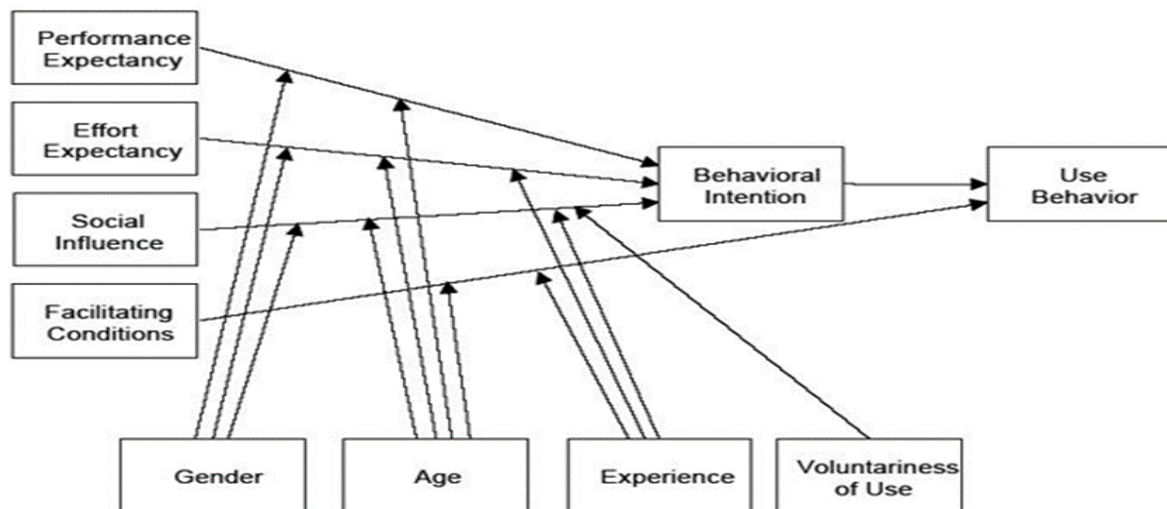 Performance
Expectancy
Effort
Expectancy
Social
Influence
Facilitating
Conditions
Behavioral
Intention
Use
Behavior
Gender
Age
Experience
Voluntariness
of Use